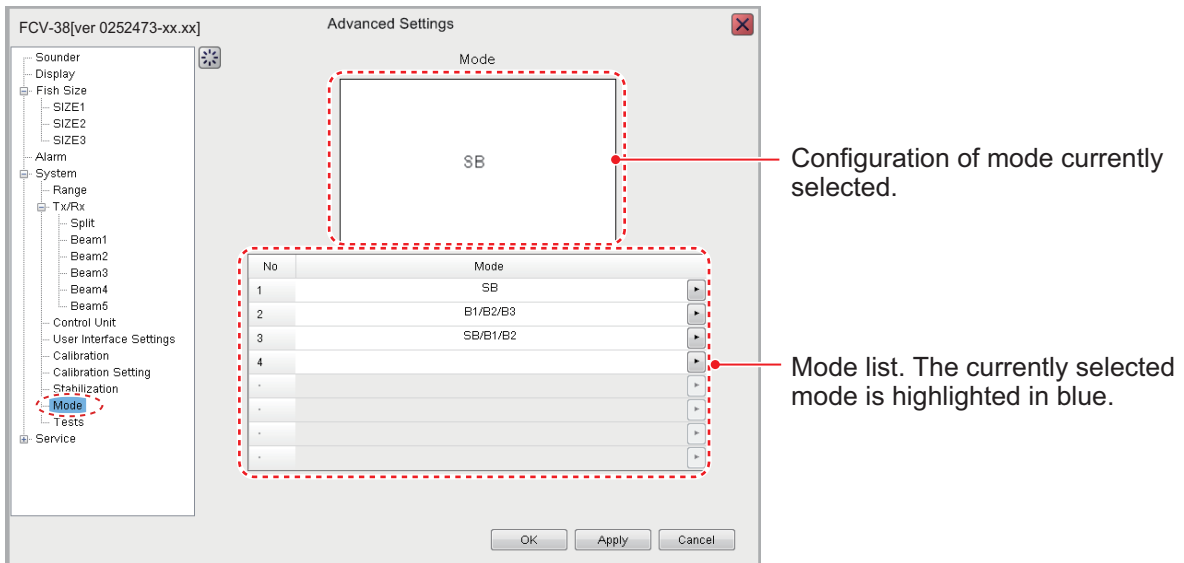 FCV-38[ver 0252473-xx.xx]
Advanced Settings
Sounder
Display
Fish Size
SIZE1
SIZE2
SIZE3
Alarm
System
Range
Tx/Rx
Split
Beam1
Beam2
Beam3
Beam4
Beam5
Control Unit
User Interface Settings
Calibration
Calibration Setting
Stabilization
Mode
Tests
Service
Mode
SB
No Mode
1 SB
2 B1/B2/B3
3 SB/B1/B2
4
OK Apply Cancel
Configuration of mode currently
selected.
Mode list. The currently selected
mode is highlighted in blue.